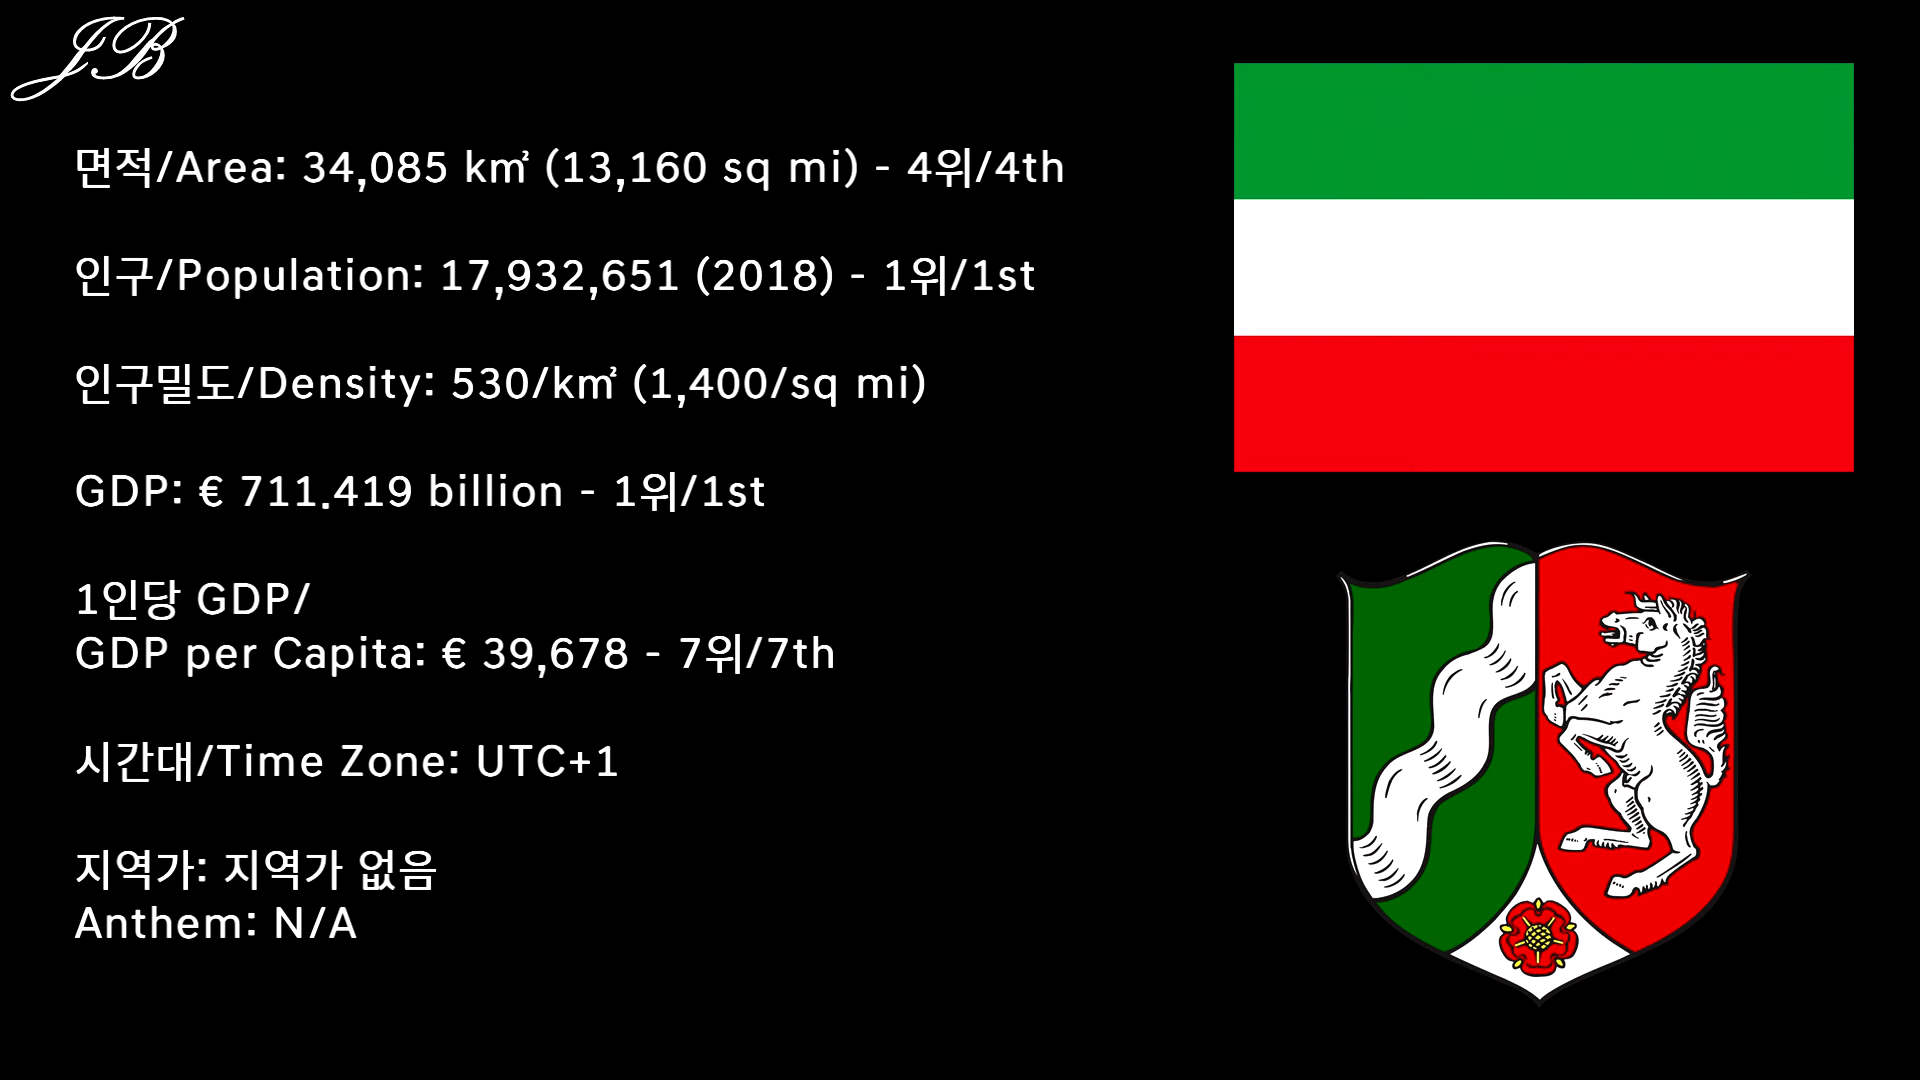 JB
면적/Area: 34,085 k㎡ (13,160 sq mi) - 4위/4th
인구/Population: 17,932,651 (2018) - 1위/1st
인구밀도/Density: 530/k㎡ (1,400/sq mi)
GDP: € 711.419 billion - 1위/1st
1인당 GDP/
GDP per Capita: € 39,678 - 7위/7th
시간대/Time Zone: UTC+1
지역가: 지역가 없음
Anthem: N/A